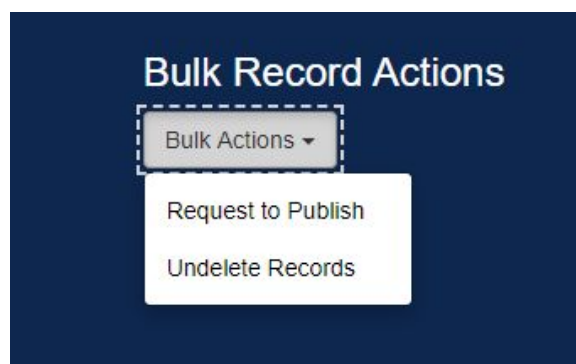 Bulk Record Actions
Bulk Actions
Request to Publish
Undelete Records